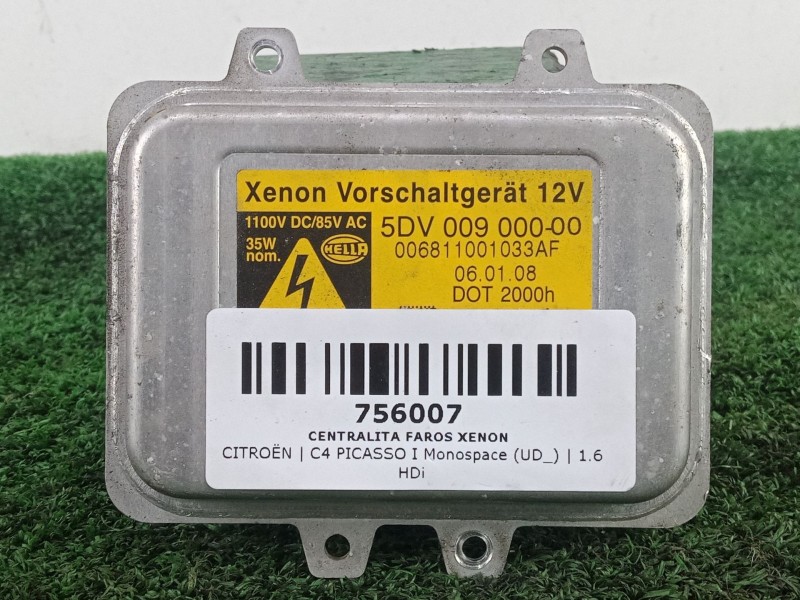 Xenon Vorschaltgerät 12V
1100V DC/85V AC
35W
nom.
HELLA
5DV 009 000-00
006811001033AF
06.01.08
DOT 2000h
756007
CENTRALITA FAROS XENON
CITROËN | C4 PICASSO I Monospace (UD_) | 1.6
HDi